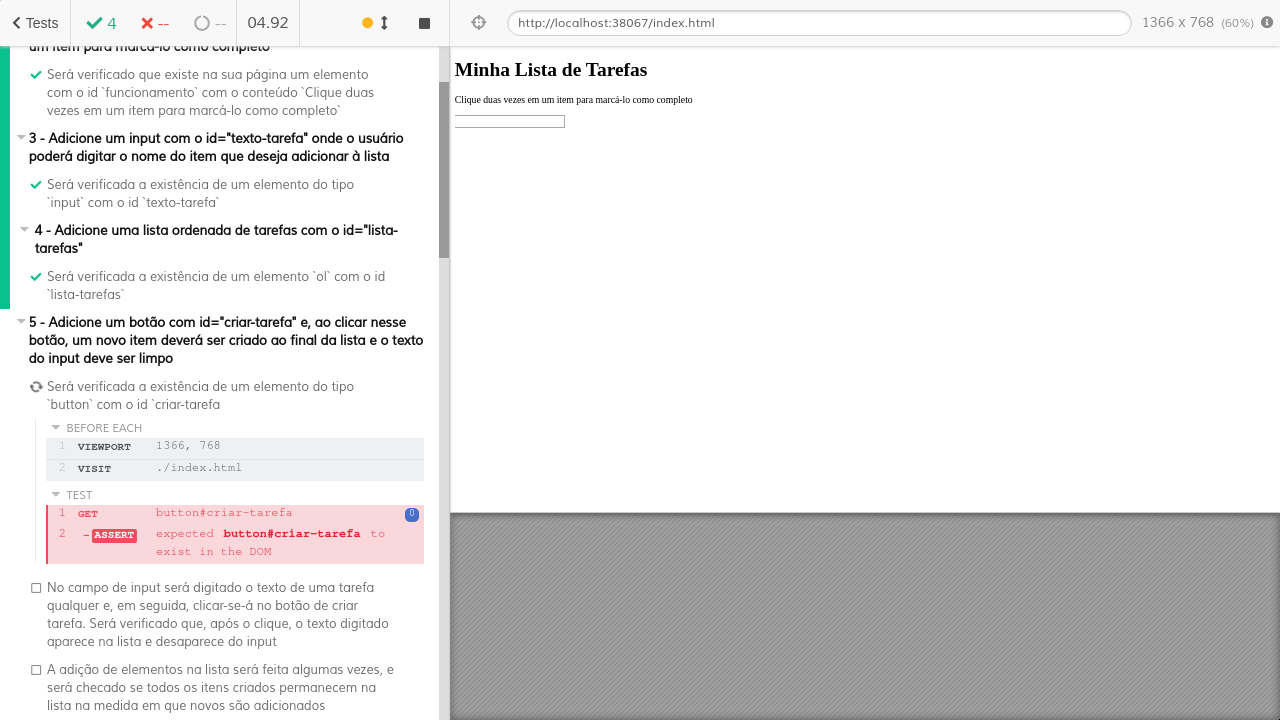 Tests
4
--
--
04.92
http://localhost:38067/index.html
1366 x 768 (60%)
um item para marcá-lo como completo
Será verificado que existe na sua página um elemento
com o id `funcionamento` com o conteúdo `Clique duas
vezes em um item para marcá-lo como completo`
3 - Adicione um input com o id="texto-tarefa" onde o usuário
poderá digitar o nome do item que deseja adicionar à lista
Será verificada a existência de um elemento do tipo
`input` com o id `texto-tarefa`
4 - Adicione uma lista ordenada de tarefas com o id="lista-
tarefas"
Será verificada a existência de um elemento `ol` com o id
`lista-tarefas`
5 - Adicione um botão com id="criar-tarefa" e, ao clicar nesse
botão, um novo item deverá ser criado ao final da lista e o texto
do input deve ser limpo
Será verificada a existência de um elemento do tipo
`button` com o id `criar-tarefa
BEFORE EACH
1 VIEWPORT 1366, 768
2 VISIT ./index.html
TEST
1 GET button#criar-tarefa 0
2 -ASSERT expected button#criar-tarefa to
exist in the DOM
No campo de input será digitado o texto de uma tarefa
qualquer e, em seguida, clicar-se-á no botão de criar
tarefa. Será verificado que, após o clique, o texto digitado
aparece na lista e desaparece do input
A adição de elementos na lista será feita algumas vezes, e
será checado se todos os itens criados permanecem na
lista na medida em que novos são adicionados
Minha Lista de Tarefas
Clique duas vezes em um item para marcá-lo como completo